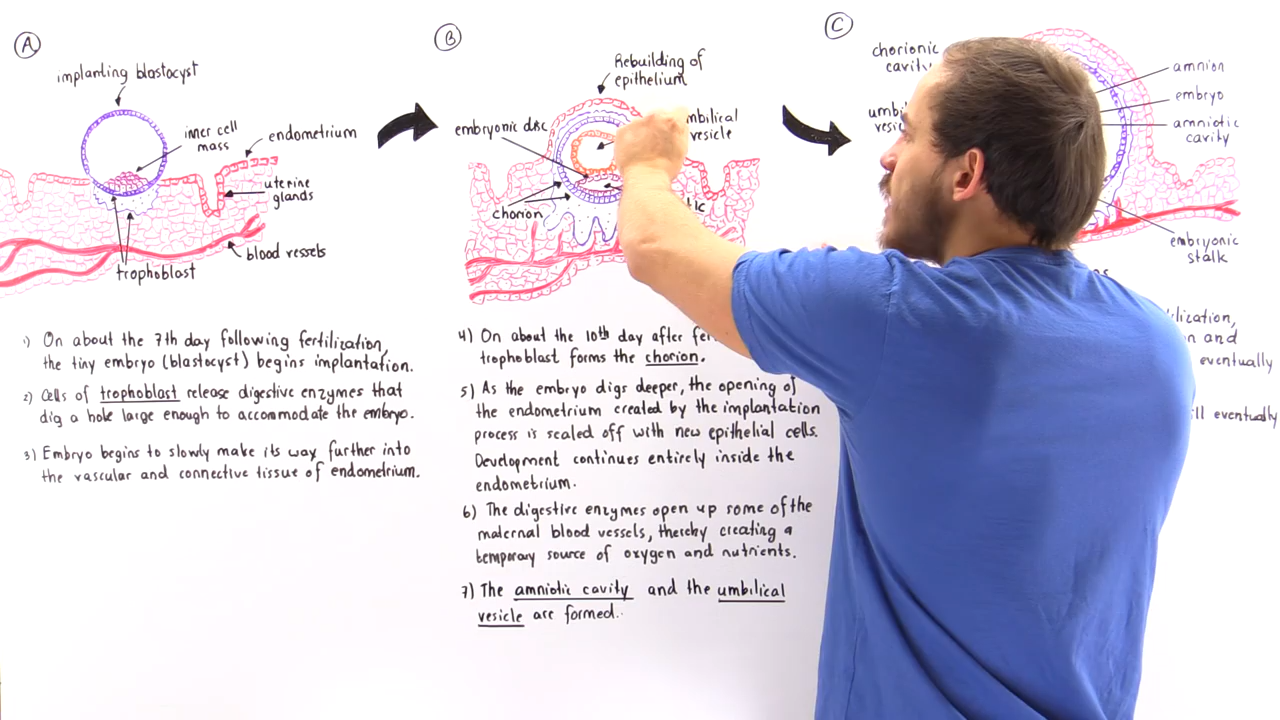 A
implanting blastocyst
inner cell
mass
endometrium
uterine
glands
blood vessels
trophoblast
1) On about the 7th day following fertilization,
the tiny embryo (blastocyst) begins implantation.
2) Cells of trophoblast release digestive enzymes that
dig a hole large enough to accommodate the embryo.
3) Embryo begins to slowly make its way further into
the vascular and connective tissue of endometrium.
B
Rebuilding of
epithelium
embryonic disc
vesicle
chorion
4) On about the 10th day after
trophoblast forms the chorion.
5) As the embryo digs deeper, the opening of
the endometrium created by the implantation
process is scaled off with new epithelial cells.
Development continues entirely inside the
endometrium.
6) The digestive enzymes open up some of the
maternal blood vessels, thereby creating a
temporary source of oxygen and nutrients.
7) The amniotic cavity and the umbilical
vesicle are formed.
C
chorionic
cavity
amnion
embryo
amniotic
cavity
embryonic
stalk
and
eventually
will eventually